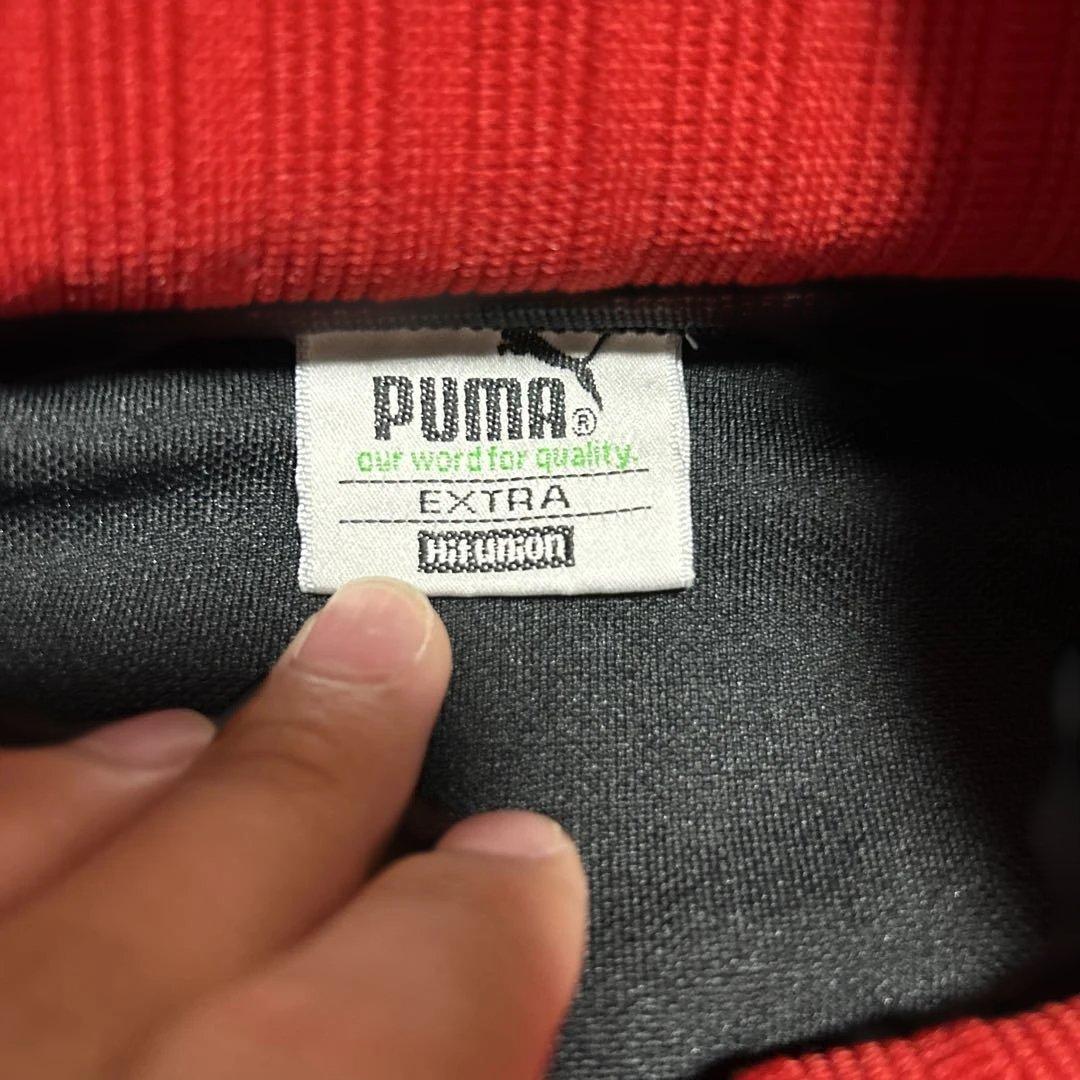 PUMA®
our word for quality.
EXTRA
Hit union